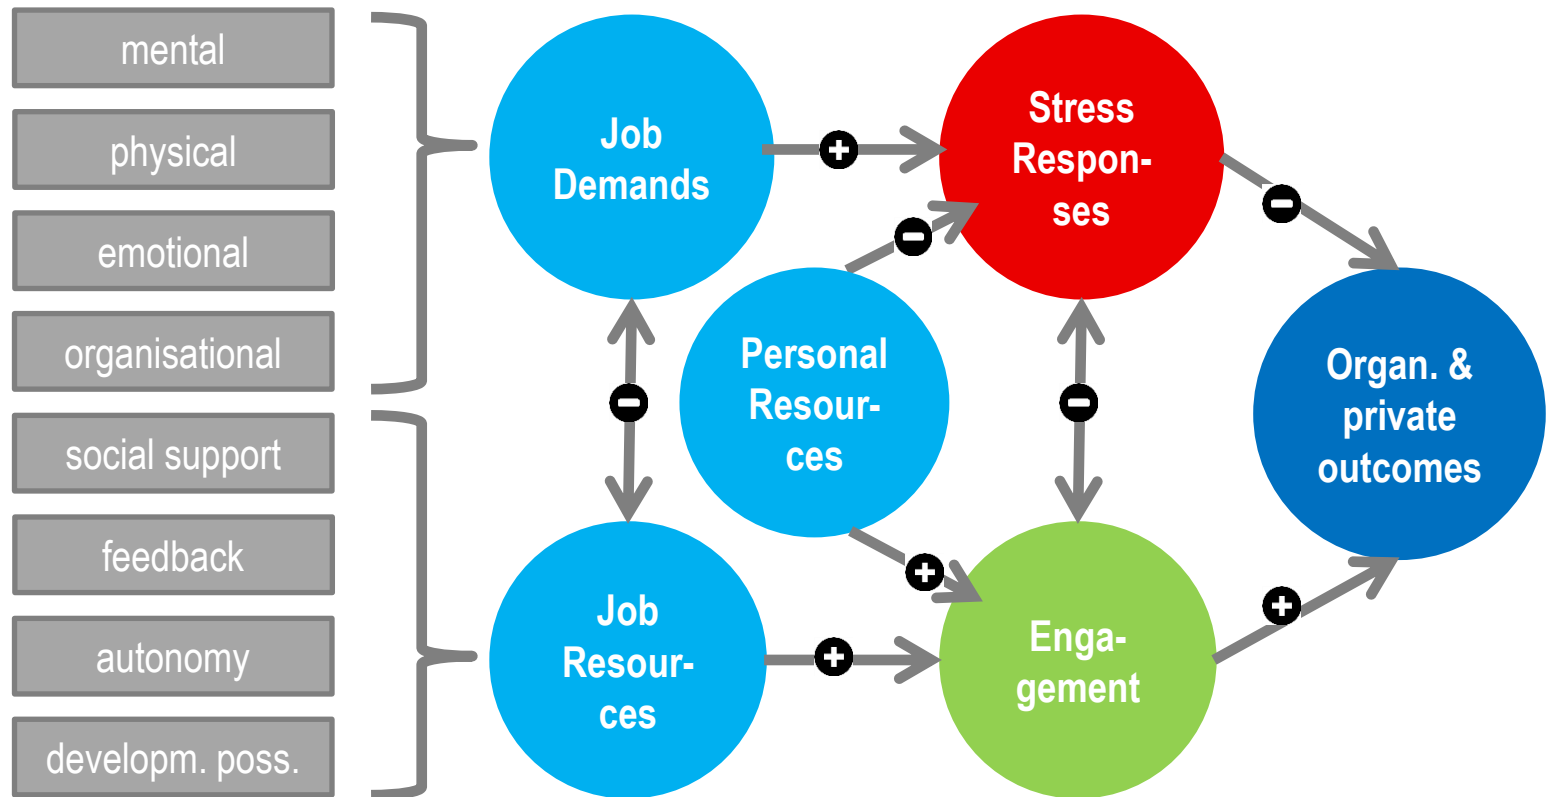 mental
physical
emotional
organisational
social support
feedback
autonomy
developm. poss.
Job
Demands
Job
Resour-
ces
Personal
Resour-
ces
Stress
Respon-
ses
Enga-
gement
Organ. &
private
outcomes